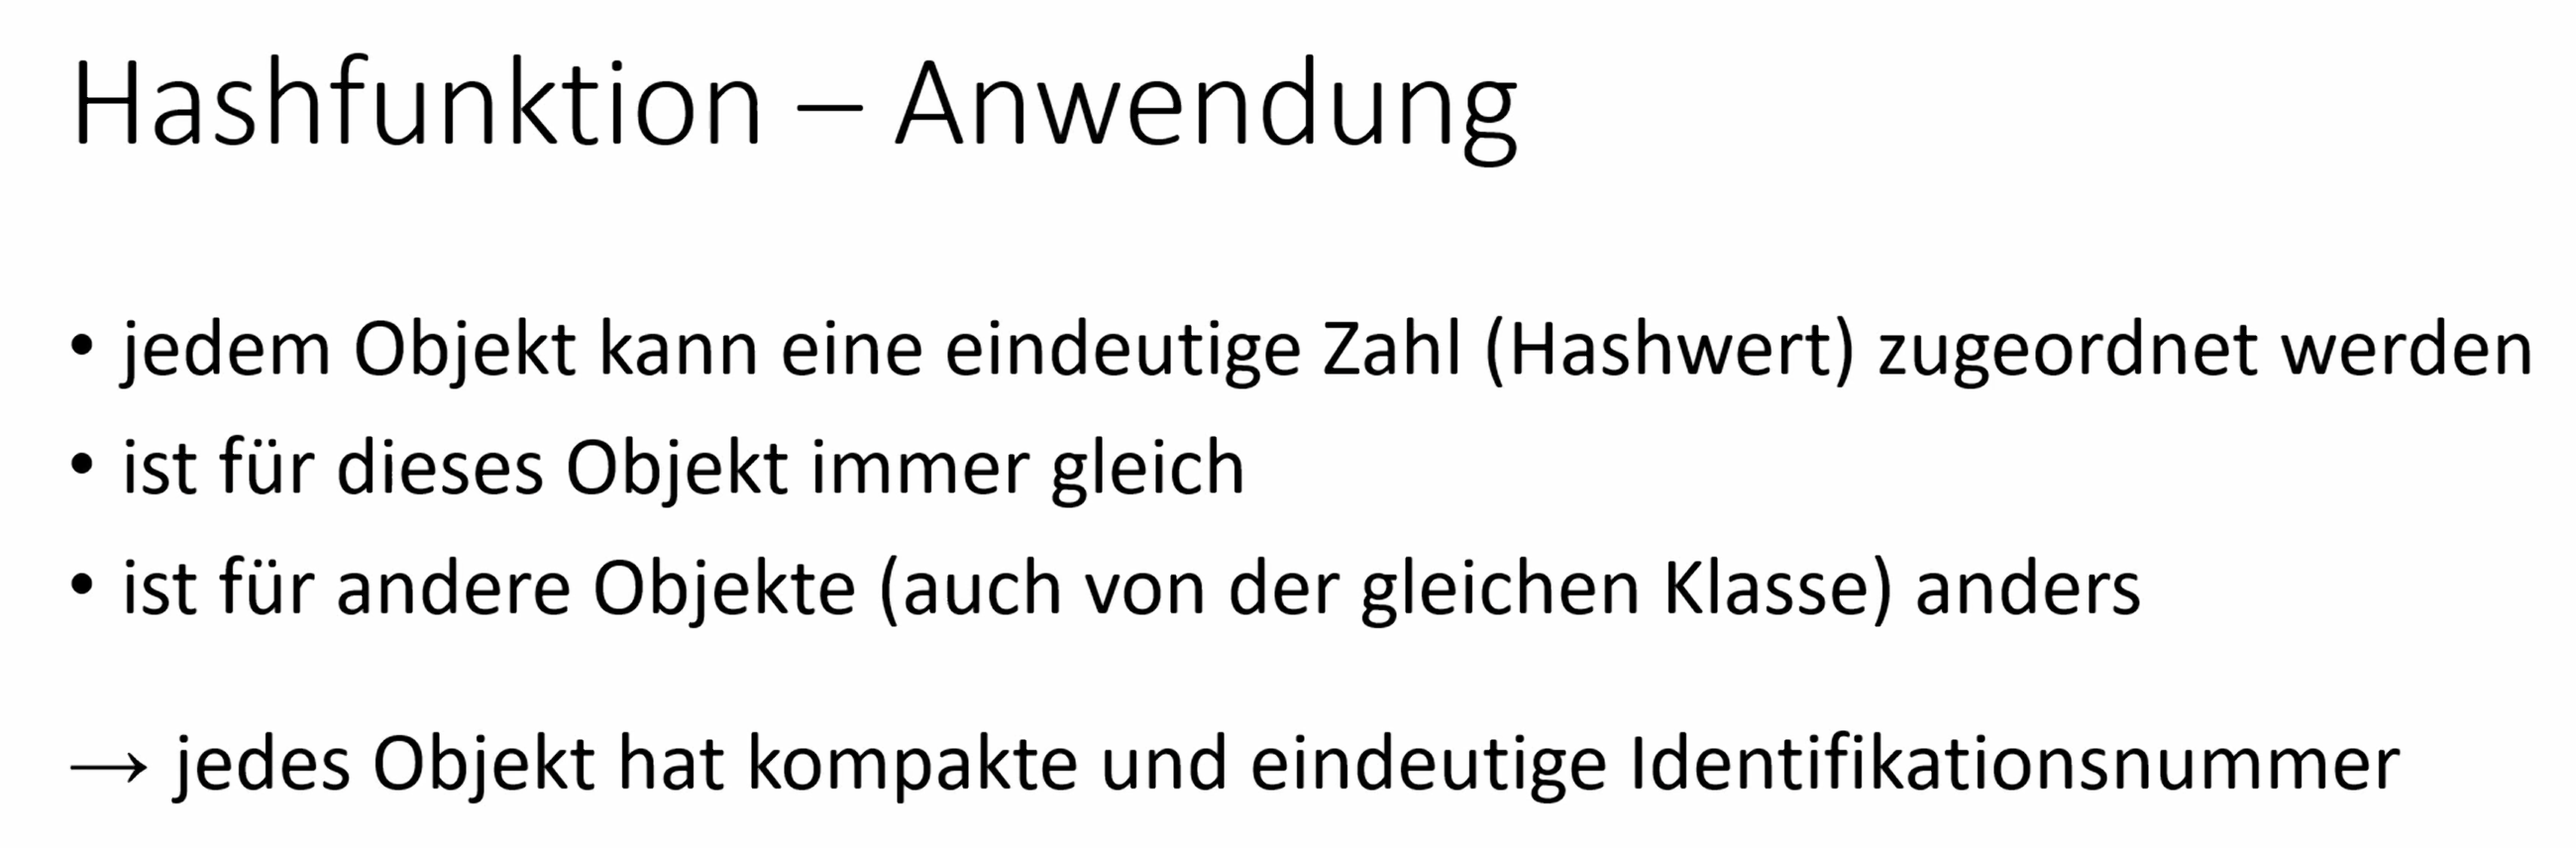 Hashfunktion – Anwendung
• jedem Objekt kann eine eindeutige Zahl (Hashwert) zugeordnet werden
• ist für dieses Objekt immer gleich
• ist für andere Objekte (auch von der gleichen Klasse) anders
→ jedes Objekt hat kompakte und eindeutige Identifikationsnummer